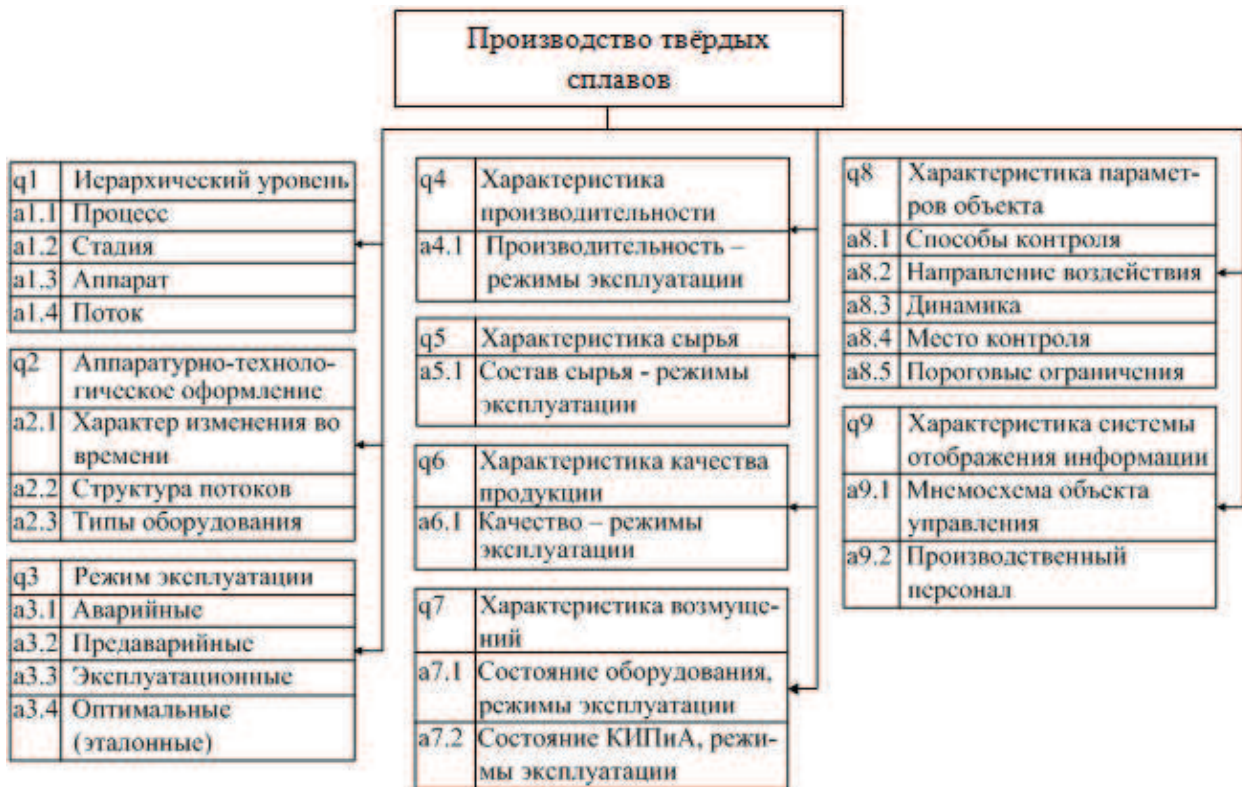 Производство твёрдых
сплавов
q1 Иерархический уровень
a1.1 Процесс
a1.2 Стадия
a1.3 Аппарат
a1.4 Поток
q2 Аппаратурно-техноло-
гическое оформление
a2.1 Характер изменения во
времени
a2.2 Структура потоков
a2.3 Типы оборудования
q3 Режим эксплуатации
a3.1 Аварийные
a3.2 Предаварийные
a3.3 Эксплуатационные
a3.4 Оптимальные
(эталонные)
q4 Характеристика
производительности
a4.1 Производительность –
режимы эксплуатации
q5 Характеристика сырья
a5.1 Состав сырья - режимы
эксплуатации
q6 Характеристика качества
продукции
a6.1 Качество – режимы
эксплуатации
q7 Характеристика возмуще-
ний
a7.1 Состояние оборудования,
режимы эксплуатации
a7.2 Состояние КИПиА, режи-
мы эксплуатации
q8 Характеристика парамет-
ров объекта
a8.1 Способы контроля
a8.2 Направление воздействия
a8.3 Динамика
a8.4 Место контроля
a8.5 Пороговые ограничения
q9 Характеристика системы
отображения информации
a9.1 Мнемосхема объекта
управления
a9.2 Производственный
персонал